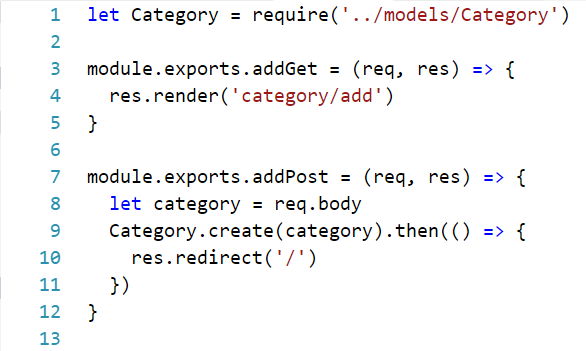 1 let Category = require('../models/Category')
2
3 module.exports.addGet = (req, res) => {
4   res.render('category/add')
5 }
6
7 module.exports.addPost = (req, res) => {
8   let category = req.body
9   Category.create(category).then(() => {
10     res.redirect('/')
11   })
12 }
13